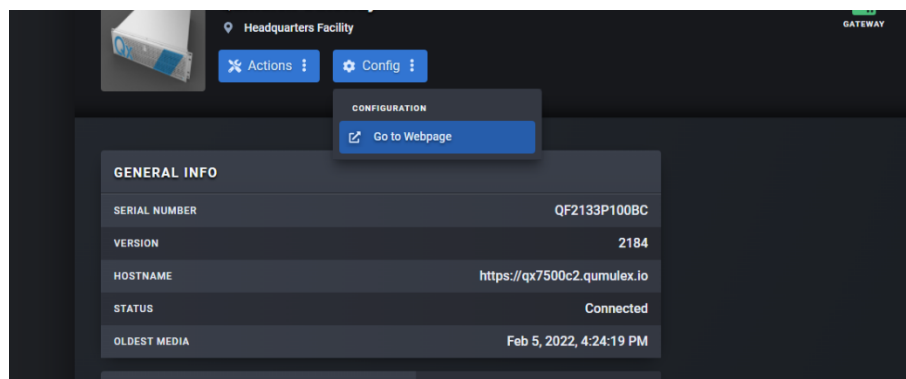 Headquarters Facility
GATEWAY
Actions
Config
CONFIGURATION
Go to Webpage
GENERAL INFO
SERIAL NUMBER QF2133P100BC
VERSION 2184
HOSTNAME https://qx7500c2.qumulex.io
STATUS Connected
OLDEST MEDIA Feb 5, 2022, 4:24:19 PM